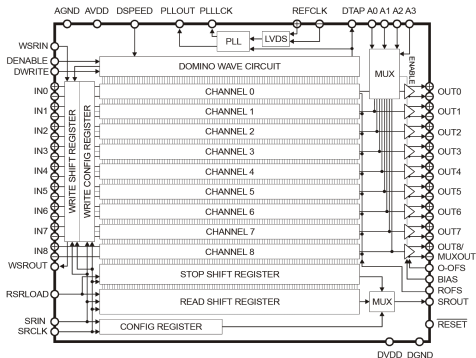 AGND AVDD DSPEED PLLOUT PLLLCK REFCLK DTAP A0 A1 A2 A3
PLL LVDS
WSRIN
DENABLE
DWRITE
DOMINO WAVE CIRCUIT
MUX
ENABLE
WRITE SHIFT REGISTER
WRITE CONFIG REGISTER
IN0 CHANNEL 0 OUT0
IN1 CHANNEL 1 OUT1
IN2 CHANNEL 2 OUT2
IN3 CHANNEL 3 OUT3
IN4 CHANNEL 4 OUT4
IN5 CHANNEL 5 OUT5
IN6 CHANNEL 6 OUT6
IN7 CHANNEL 7 OUT7
IN8 CHANNEL 8 OUT8/
MUXOUT
WSROUT O-OFS
STOP SHIFT REGISTER BIAS
RSRLOAD ROFS
READ SHIFT REGISTER MUX SROUT
SRIN
SRCLK CONFIG REGISTER RESET
DVDD DGND